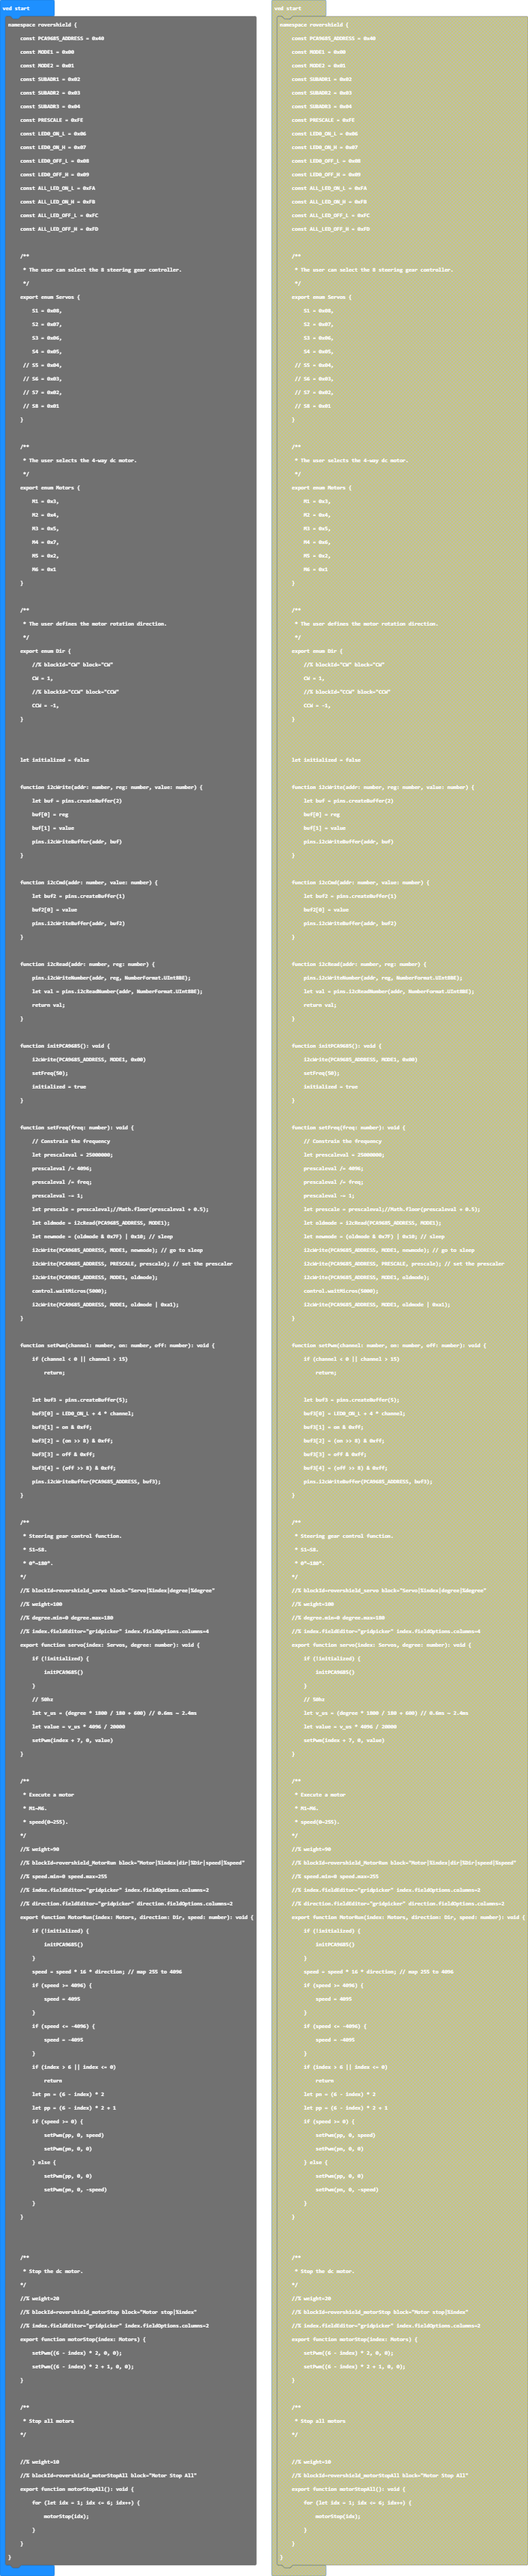 ved start
namespace rovershield {
const PCA9685_ADDRESS = 0x40
const MODE1 = 0x00
const MODE2 = 0x01
const SUBADR1 = 0x02
const SUBADR2 = 0x03
const SUBADR3 = 0x04
const PRESCALE = 0xFE
const LED0_ON_L = 0x06
const LED0_ON_H = 0x07
const LED0_OFF_L = 0x08
const LED0_OFF_H = 0x09
const ALL_LED_ON_L = 0xFA
const ALL_LED_ON_H = 0xFB
const ALL_LED_OFF_L = 0xFC
const ALL_LED_OFF_H = 0xFD
/**
* The user can select the 8 steering gear controller.
*/
export enum Servos {
S1 = 0x08,
S2 = 0x07,
S3 = 0x06,
S4 = 0x05,
// S5 = 0x04,
// S6 = 0x03,
// S7 = 0x02,
// S8 = 0x01
}
/**
* The user selects the 4-way dc motor.
*/
export enum Motors {
M1 = 0x3,
M2 = 0x4,
M3 = 0x5,
M4 = 0x7,
M5 = 0x2,
M6 = 0x1
}
/**
* The user defines the motor rotation direction.
*/
export enum Dir {
//% blockId="CW" block="CW"
CW = 1,
//% blockId="CCW" block="CCW"
CCW = -1,
}
let initialized = false
function i2cWrite(addr: number, reg: number, value: number) {
let buf = pins.createBuffer(2)
buf[0] = reg
buf[1] = value
pins.i2cWriteBuffer(addr, buf)
}
function i2cCmd(addr: number, value: number) {
let buf2 = pins.createBuffer(1)
buf2[0] = value
pins.i2cWriteBuffer(addr, buf2)
}
function i2cRead(addr: number, reg: number) {
pins.i2cWriteNumber(addr, reg, NumberFormat.UInt8BE);
let val = pins.i2cReadNumber(addr, NumberFormat.UInt8BE);
return val;
}
function initPCA9685(): void {
i2cWrite(PCA9685_ADDRESS, MODE1, 0x00)
setFreq(50);
initialized = true
}
function setFreq(freq: number): void {
// Constrain the frequency
let prescaleval = 25000000;
prescaleval /= 4096;
prescaleval /= freq;
prescaleval -= 1;
let prescale = prescaleval;//Math.floor(prescaleval + 0.5);
let oldmode = i2cRead(PCA9685_ADDRESS, MODE1);
let newmode = (oldmode & 0x7F) | 0x10; // sleep
i2cWrite(PCA9685_ADDRESS, MODE1, newmode); // go to sleep
i2cWrite(PCA9685_ADDRESS, PRESCALE, prescale); // set the prescaler
i2cWrite(PCA9685_ADDRESS, MODE1, oldmode);
control.waitMicros(5000);
i2cWrite(PCA9685_ADDRESS, MODE1, oldmode | 0xa1);
}
function setPwm(channel: number, on: number, off: number): void {
if (channel < 0 || channel > 15)
return;
let buf3 = pins.createBuffer(5);
buf3[0] = LED0_ON_L + 4 * channel;
buf3[1] = on & 0xff;
buf3[2] = (on >> 8) & 0xff;
buf3[3] = off & 0xff;
buf3[4] = (off >> 8) & 0xff;
pins.i2cWriteBuffer(PCA9685_ADDRESS, buf3);
}
/**
* Steering gear control function.
* S1~S8.
* 0°~180°.
*/
//% blockId=rovershield_servo block="Servo|%index|degree|%degree"
//% weight=100
//% degree.min=0 degree.max=180
//% index.fieldEditor="gridpicker" index.fieldOptions.columns=4
export function servo(index: Servos, degree: number): void {
if (!initialized) {
initPCA9685()
}
// 50hz
let v_us = (degree * 1800 / 180 + 600) // 0.6ms ~ 2.4ms
let value = v_us * 4096 / 20000
setPwm(index + 7, 0, value)
}
/**
* Execute a motor
* M1~M6.
* speed(0~255).
*/
//% weight=90
//% blockId=rovershield_MotorRun block="Motor|%index|dir|%Dir|speed|%speed"
//% speed.min=0 speed.max=255
//% index.fieldEditor="gridpicker" index.fieldOptions.columns=2
//% direction.fieldEditor="gridpicker" index.fieldOptions.columns=2
export function MotorRun(index: Motors, direction: Dir, speed: number): void {
if (!initialized) {
initPCA9685()
}
speed = speed * 16 * direction; // map 255 to 4096
if (speed >= 4096) {
speed = 4095
}
if (speed <= -4096) {
speed = -4095
}
if (index > 6 || index <= 0)
return
let pn = (6 - index) * 2
let pp = (6 - index) * 2 + 1
if (speed >= 0) {
setPwm(pp, 0, speed)
setPwm(pn, 0, 0)
} else {
setPwm(pp, 0, 0)
setPwm(pn, 0, -speed)
}
}
/**
* Stop the dc motor.
*/
//% weight=20
//% blockId=rovershield_motorStop block="Motor stop|%index"
//% index.fieldEditor="gridpicker" index.fieldOptions.columns=2
export function motorStop(index: Motors) {
setPwm((6 - index) * 2, 0, 0);
setPwm((6 - index) * 2 + 1, 0, 0);
}
/**
* Stop all motors
*/
//% weight=10
//% blockId=rovershield_motorStopAll block="Motor Stop All"
export function motorStopAll(): void {
for (let idx = 1; idx <= 6; idx++) {
motorStop(idx);
}
}
}
ved start
namespace rovershield {
const PCA9685_ADDRESS = 0x40
const MODE1 = 0x00
const MODE2 = 0x01
const SUBADR1 = 0x02
const SUBADR2 = 0x03
const SUBADR3 = 0x04
const PRESCALE = 0xFE
const LED0_ON_L = 0x06
const LED0_ON_H = 0x07
const LED0_OFF_L = 0x08
const LED0_OFF_H = 0x09
const ALL_LED_ON_L = 0xFA
const ALL_LED_ON_H = 0xFB
const ALL_LED_OFF_L = 0xFC
const ALL_LED_OFF_H = 0xFD
/**
* The user can select the 8 steering gear controller.
*/
export enum Servos {
S1 = 0x08,
S2 = 0x07,
S3 = 0x06,
S4 = 0x05,
// S5 = 0x04,
// S6 = 0x03,
// S7 = 0x02,
// S8 = 0x01
}
/**
* The user selects the 4-way dc motor.
*/
export enum Motors {
M1 = 0x3,
M2 = 0x4,
M3 = 0x5,
M4 = 0x6,
M5 = 0x2,
M6 = 0x1
}
/**
* The user defines the motor rotation direction.
*/
export enum Dir {
//% blockId="CW" block="CW"
CW = 1,
//% blockId="CCW" block="CCW"
CCW = -1,
}
let initialized = false
function i2cWrite(addr: number, reg: number, value: number) {
let buf = pins.createBuffer(2)
buf[0] = reg
buf[1] = value
pins.i2cWriteBuffer(addr, buf)
}
function i2cCmd(addr: number, value: number) {
let buf2 = pins.createBuffer(1)
buf2[0] = value
pins.i2cWriteBuffer(addr, buf2)
}
function i2cRead(addr: number, reg: number) {
pins.i2cWriteNumber(addr, reg, NumberFormat.UInt8BE);
let val = pins.i2cReadNumber(addr, NumberFormat.UInt8BE);
return val;
}
function initPCA9685(): void {
i2cWrite(PCA9685_ADDRESS, MODE1, 0x00)
setFreq(50);
initialized = true
}
function setFreq(freq: number): void {
// Constrain the frequency
let prescaleval = 25000000;
prescaleval /= 4096;
prescaleval /= freq;
prescaleval -= 1;
let prescale = prescaleval;//Math.floor(prescaleval + 0.5);
let oldmode = i2cRead(PCA9685_ADDRESS, MODE1);
let newmode = (oldmode & 0x7F) | 0x10; // sleep
i2cWrite(PCA9685_ADDRESS, MODE1, newmode); // go to sleep
i2cWrite(PCA9685_ADDRESS, PRESCALE, prescale); // set the prescaler
i2cWrite(PCA9685_ADDRESS, MODE1, oldmode);
control.waitMicros(5000);
i2cWrite(PCA9685_ADDRESS, MODE1, oldmode | 0xa1);
}
function setPwm(channel: number, on: number, off: number): void {
if (channel < 0 || channel > 15)
return;
let buf3 = pins.createBuffer(5);
buf3[0] = LED0_ON_L + 4 * channel;
buf3[1] = on & 0xff;
buf3[2] = (on >> 8) & 0xff;
buf3[3] = off & 0xff;
buf3[4] = (off >> 8) & 0xff;
pins.i2cWriteBuffer(PCA9685_ADDRESS, buf3);
}
/**
* Steering gear control function.
* S1~S8.
* 0°~180°.
*/
//% blockId=rovershield_servo block="Servo|%index|degree|%degree"
//% weight=100
//% degree.min=0 degree.max=180
//% index.fieldEditor="gridpicker" index.fieldOptions.columns=4
export function servo(index: Servos, degree: number): void {
if (!initialized) {
initPCA9685()
}
// 50hz
let v_us = (degree * 1800 / 180 + 600) // 0.6ms ~ 2.4ms
let value = v_us * 4096 / 20000
setPwm(index + 7, 0, value)
}
/**
* Execute a motor
* M1~M6.
* speed(0~255).
*/
//% weight=90
//% blockId=rovershield_MotorRun block="Motor|%index|dir|%Dir|speed|%speed"
//% speed.min=0 speed.max=255
//% index.fieldEditor="gridpicker" index.fieldOptions.columns=2
//% direction.fieldEditor="gridpicker" index.fieldOptions.columns=2
export function MotorRun(index: Motors, direction: Dir, speed: number): void {
if (!initialized) {
initPCA9685()
}
speed = speed * 16 * direction; // map 255 to 4096
if (speed >= 4096) {
speed = 4095
}
if (speed <= -4096) {
speed = -4095
}
if (index > 6 || index <= 0)
return
let pn = (6 - index) * 2
let pp = (6 - index) * 2 + 1
if (speed >= 0) {
setPwm(pp, 0, speed)
setPwm(pn, 0, 0)
} else {
setPwm(pp, 0, 0)
setPwm(pn, 0, -speed)
}
}
/**
* Stop the dc motor.
*/
//% weight=20
//% blockId=rovershield_motorStop block="Motor stop|%index"
//% index.fieldEditor="gridpicker" index.fieldOptions.columns=2
export function motorStop(index: Motors) {
setPwm((6 - index) * 2, 0, 0);
setPwm((6 - index) * 2 + 1, 0, 0);
}
/**
* Stop all motors
*/
//% weight=10
//% blockId=rovershield_motorStopAll block="Motor Stop All"
export function motorStopAll(): void {
for (let idx = 1; idx <= 6; idx++) {
motorStop(idx);
}
}
}